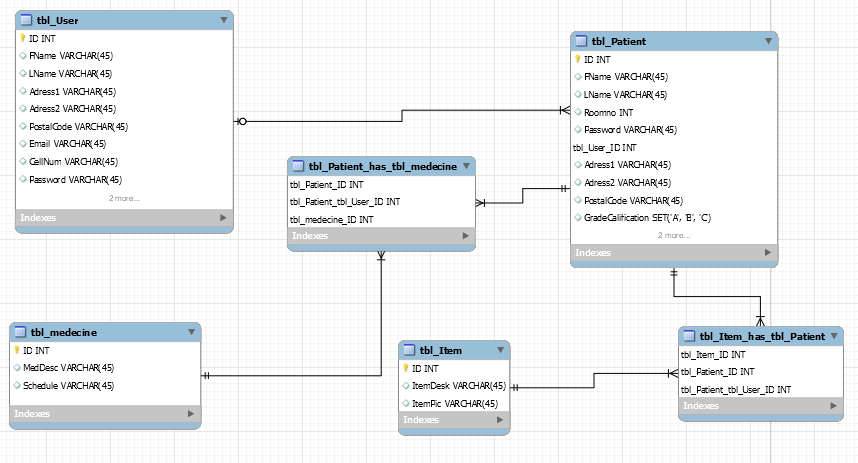 tbl_User
ID INT
FName VARCHAR(45)
LName VARCHAR(45)
Adress1 VARCHAR(45)
Adress2 VARCHAR(45)
PostalCode VARCHAR(45)
Email VARCHAR(45)
CellNum VARCHAR(45)
Password VARCHAR(45)
2 more...
Indexes
tbl_Patient
ID INT
FName VARCHAR(45)
LName VARCHAR(45)
Roomno INT
Password VARCHAR(45)
tbl_User_ID INT
Adress1 VARCHAR(45)
Adress2 VARCHAR(45)
PostalCode VARCHAR(45)
GradeCalification SET('A', 'B', 'C')
2 more...
Indexes
tbl_Patient_has_tbl_medecine
tbl_Patient_ID INT
tbl_Patient_tbl_User_ID INT
tbl_medecine_ID INT
Indexes
tbl_medecine
ID INT
MedDesc VARCHAR(45)
Schedule VARCHAR(45)
Indexes
tbl_Item
ID INT
ItemDesk VARCHAR(45)
ItemPic VARCHAR(45)
Indexes
tbl_Item_has_tbl_Patient
tbl_Item_ID INT
tbl_Patient_ID INT
tbl_Patient_tbl_User_ID INT
Indexes